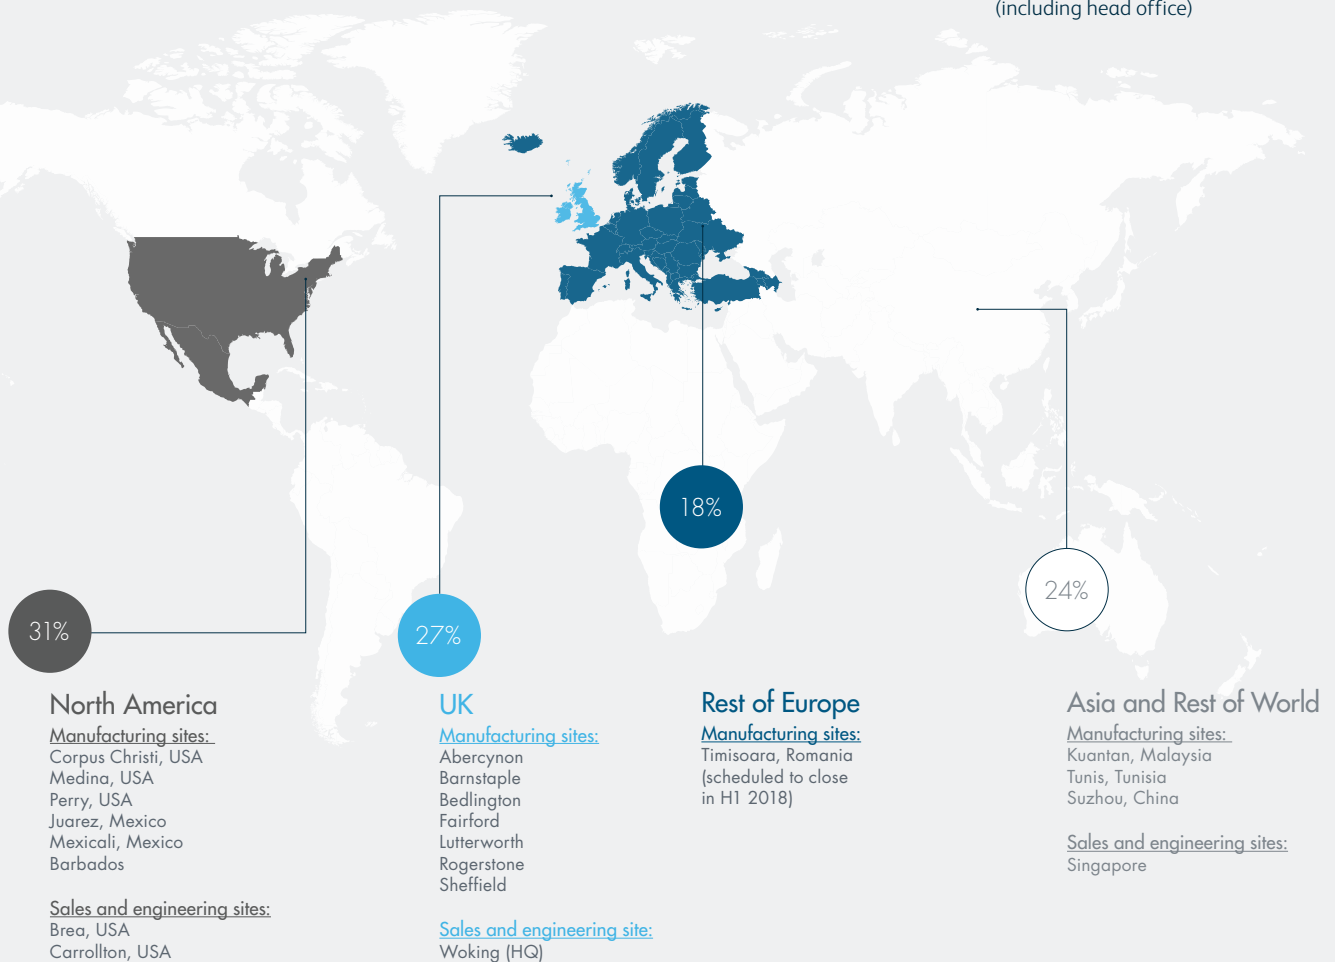 (including head office)
31%
27%
18%
24%
North America
Manufacturing sites:
Corpus Christi, USA
Medina, USA
Perry, USA
Juarez, Mexico
Mexicali, Mexico
Barbados
Sales and engineering sites:
Brea, USA
Carrollton, USA
UK
Manufacturing sites:
Abercynon
Barnstaple
Bedlington
Fairford
Lutterworth
Rogerstone
Sheffield
Sales and engineering site:
Woking (HQ)
Rest of Europe
Manufacturing sites:
Timisoara, Romania
(scheduled to close
in H1 2018)
Asia and Rest of World
Manufacturing sites:
Kuantan, Malaysia
Tunis, Tunisia
Suzhou, China
Sales and engineering sites:
Singapore